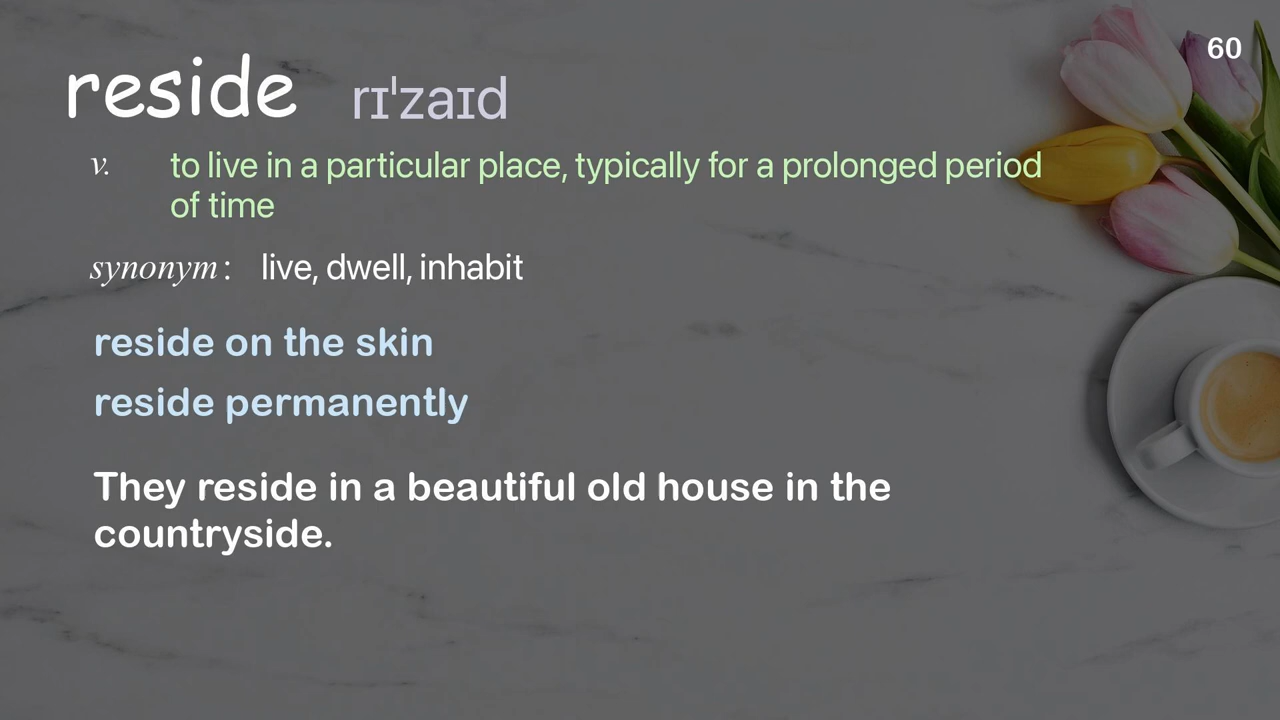 60
reside rɪˈzaɪd
v. to live in a particular place, typically for a prolonged period
of time
synonym: live, dwell, inhabit
reside on the skin
reside permanently
They reside in a beautiful old house in the
countryside.